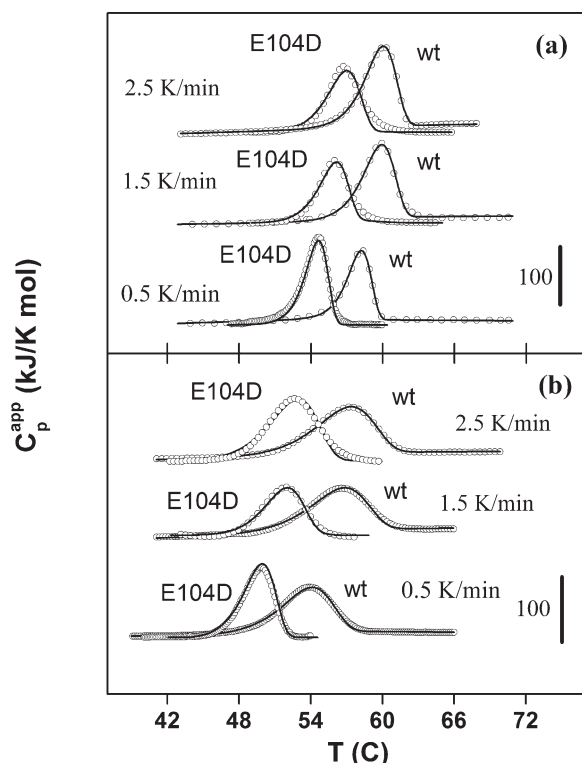 (a)
E104D
wt
2.5 K/min
E104D
wt
1.5 K/min
E104D
wt
0.5 K/min
100
C_p^app (kJ/K mol)
(b)
E104D
wt
2.5 K/min
E104D
wt
1.5 K/min
E104D
wt
0.5 K/min
100
42 48 54 60 66 72
T (C)